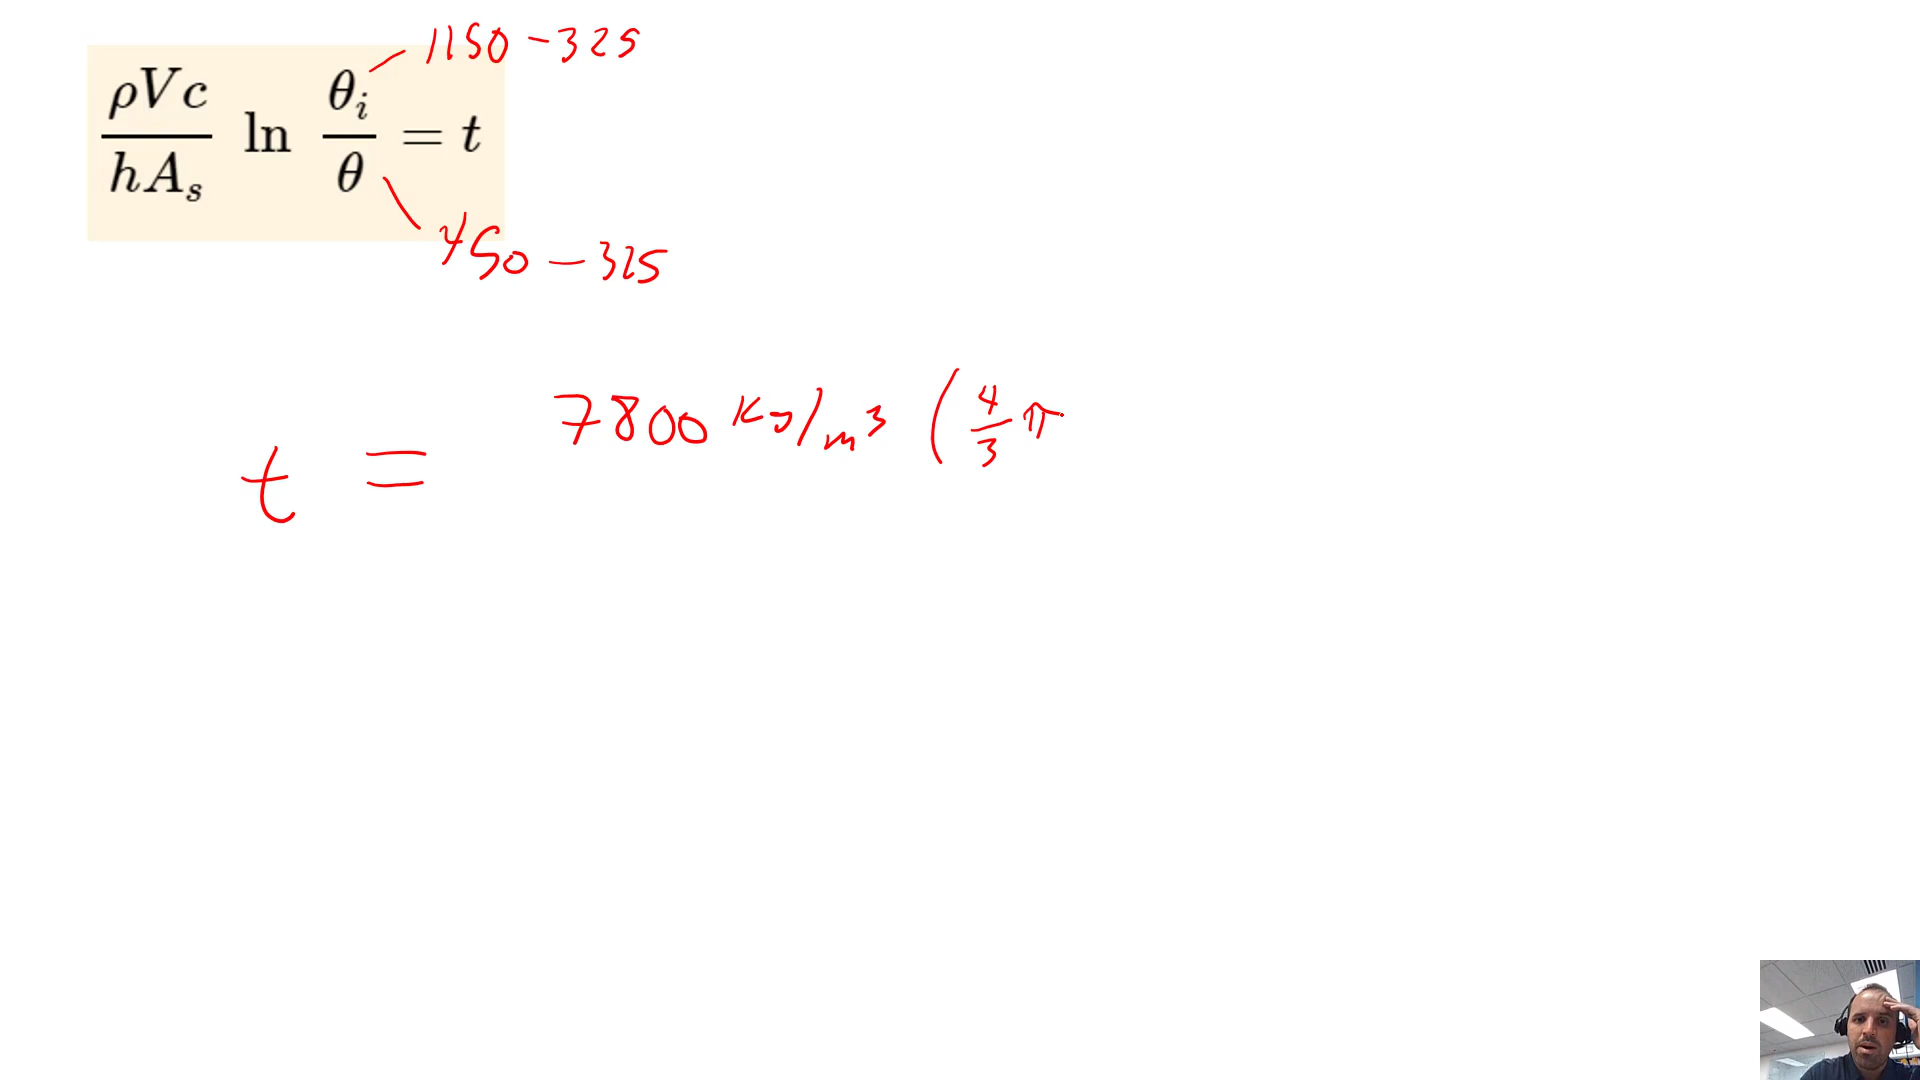 1150 - 325
ρVc / hA_s ln θ_i / θ = t
450 - 325
t = 7800 Kg/m³ ( 4/3 π